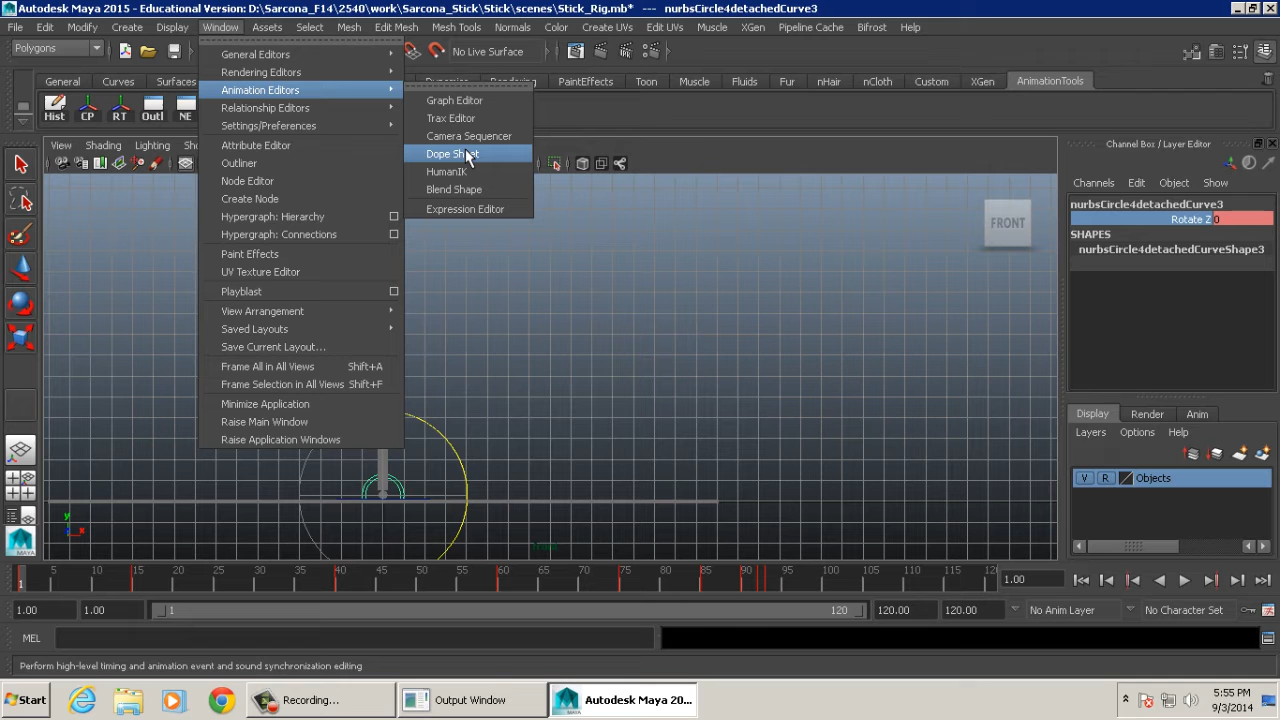 Autodesk Maya 2015 - Educational Version: D:\Sarcona_F14\2540\work\Sarcona_Stick\Stick\scenes\Stick_Rig.mb*   ---   nurbsCircle4detachedCurve3
File Edit Modify Create Display Window Assets Select Mesh Edit Mesh Mesh Tools Normals Color Create UVs Edit UVs Muscle XGen Pipeline Cache Bifrost Help
Polygons
No Live Surface
General Curves Surfaces Dynamics Rendering PaintEffects Toon Muscle Fluids Fur nHair nCloth Custom XGen AnimationTools
Hist CP RT Outl NE
View Shading Lighting
General Editors
Rendering Editors
Animation Editors
Relationship Editors
Settings/Preferences
Attribute Editor
Outliner
Node Editor
Create Node
Hypergraph: Hierarchy
Hypergraph: Connections
Paint Effects
UV Texture Editor
Playblast
View Arrangement
Saved Layouts
Save Current Layout...
Frame All in All Views Shift+A
Frame Selection in All Views Shift+F
Minimize Application
Raise Main Window
Raise Application Windows
Graph Editor
Trax Editor
Camera Sequencer
Dope Sheet
HumanIK
Blend Shape
Expression Editor
FRONT
y
x
Channel Box / Layer Editor
Channels Edit Object Show
nurbsCircle4detachedCurve3
Rotate Z 0
SHAPES
nurbsCircle4detachedCurveShape3
Display Render Anim
Layers Options Help
V R Objects
1 5 10 15 20 25 30 35 40 45 50 55 60 65 70 75 80 85 90 95 100 105 110 115 120
1.00
1.00 1.00 1 120 120.00 120.00 No Anim Layer No Character Set
MEL
Perform high-level timing and animation event and sound synchronization editing
Start Recording... Output Window Autodesk Maya 20...
5:55 PM
9/3/2014